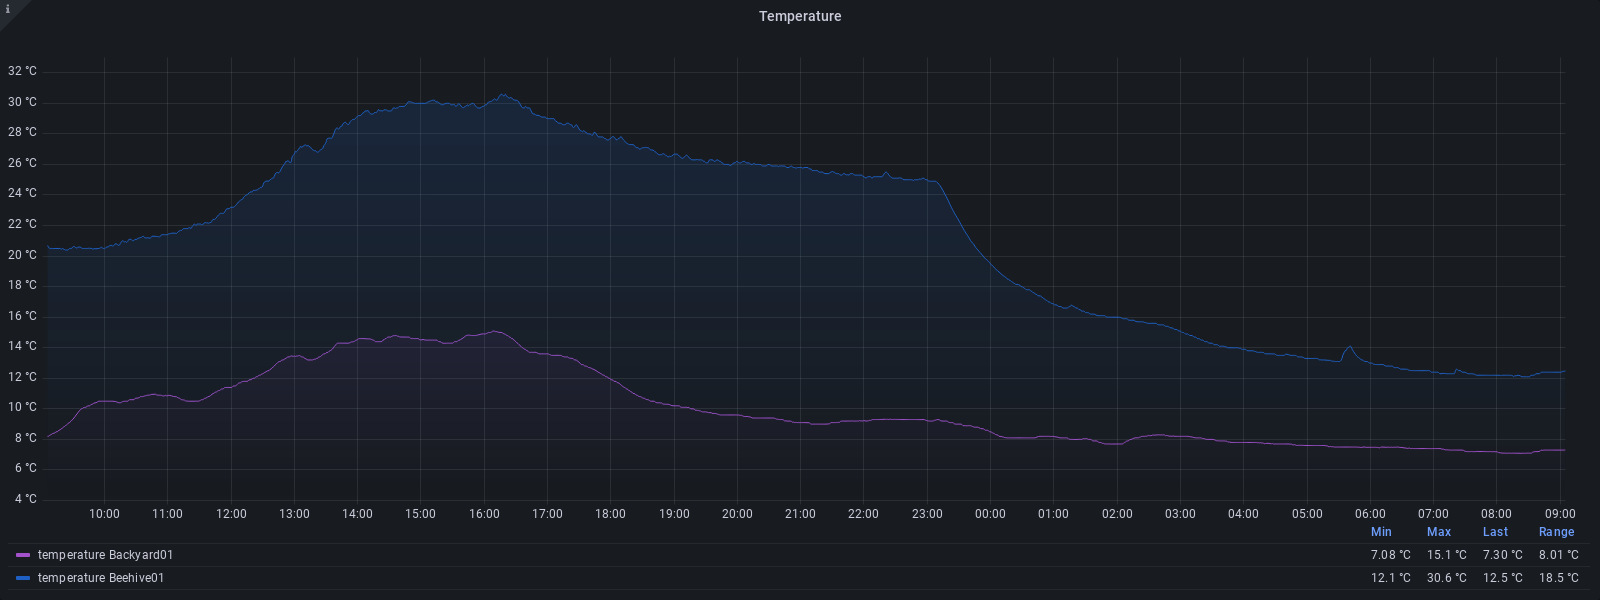 i
Temperature
32 °C
30 °C
28 °C
26 °C
24 °C
22 °C
20 °C
18 °C
16 °C
14 °C
12 °C
10 °C
8 °C
6 °C
4 °C
10:00 11:00 12:00 13:00 14:00 15:00 16:00 17:00 18:00 19:00 20:00 21:00 22:00 23:00 00:00 01:00 02:00 03:00 04:00 05:00 06:00 07:00 08:00 09:00
Min Max Last Range
temperature Backyard01 7.08 °C 15.1 °C 7.30 °C 8.01 °C
temperature Beehive01 12.1 °C 30.6 °C 12.5 °C 18.5 °C